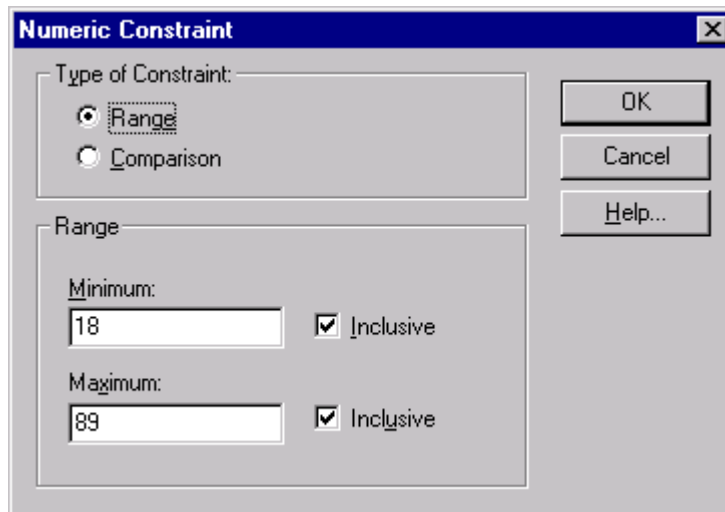 Numeric Constraint
Type of Constraint:
Range
Comparison
OK
Cancel
Help...
Range
Minimum:
18
Inclusive
Maximum:
89
Inclusive